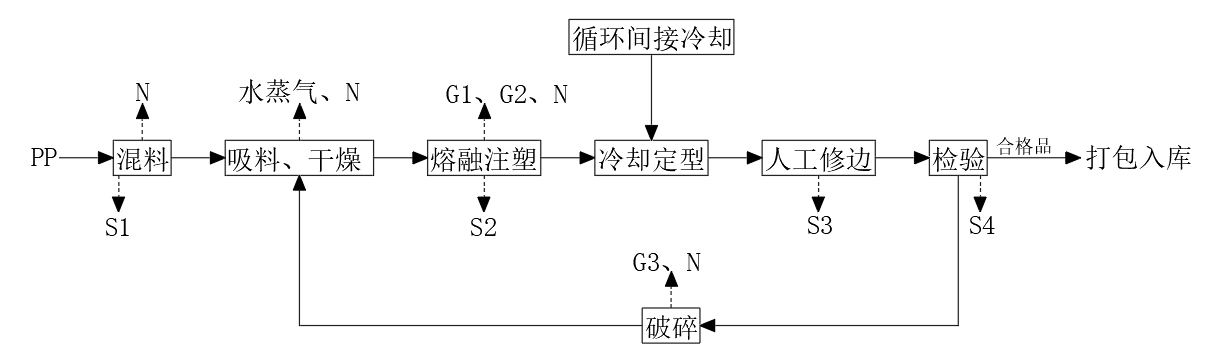 循环间接冷却
N
水蒸气、N
G1、G2、N
PP
混料
吸料、干燥
熔融注塑
冷却定型
人工修边
检验
合格品
打包入库
S1
S2
S3
S4
G3、N
破碎